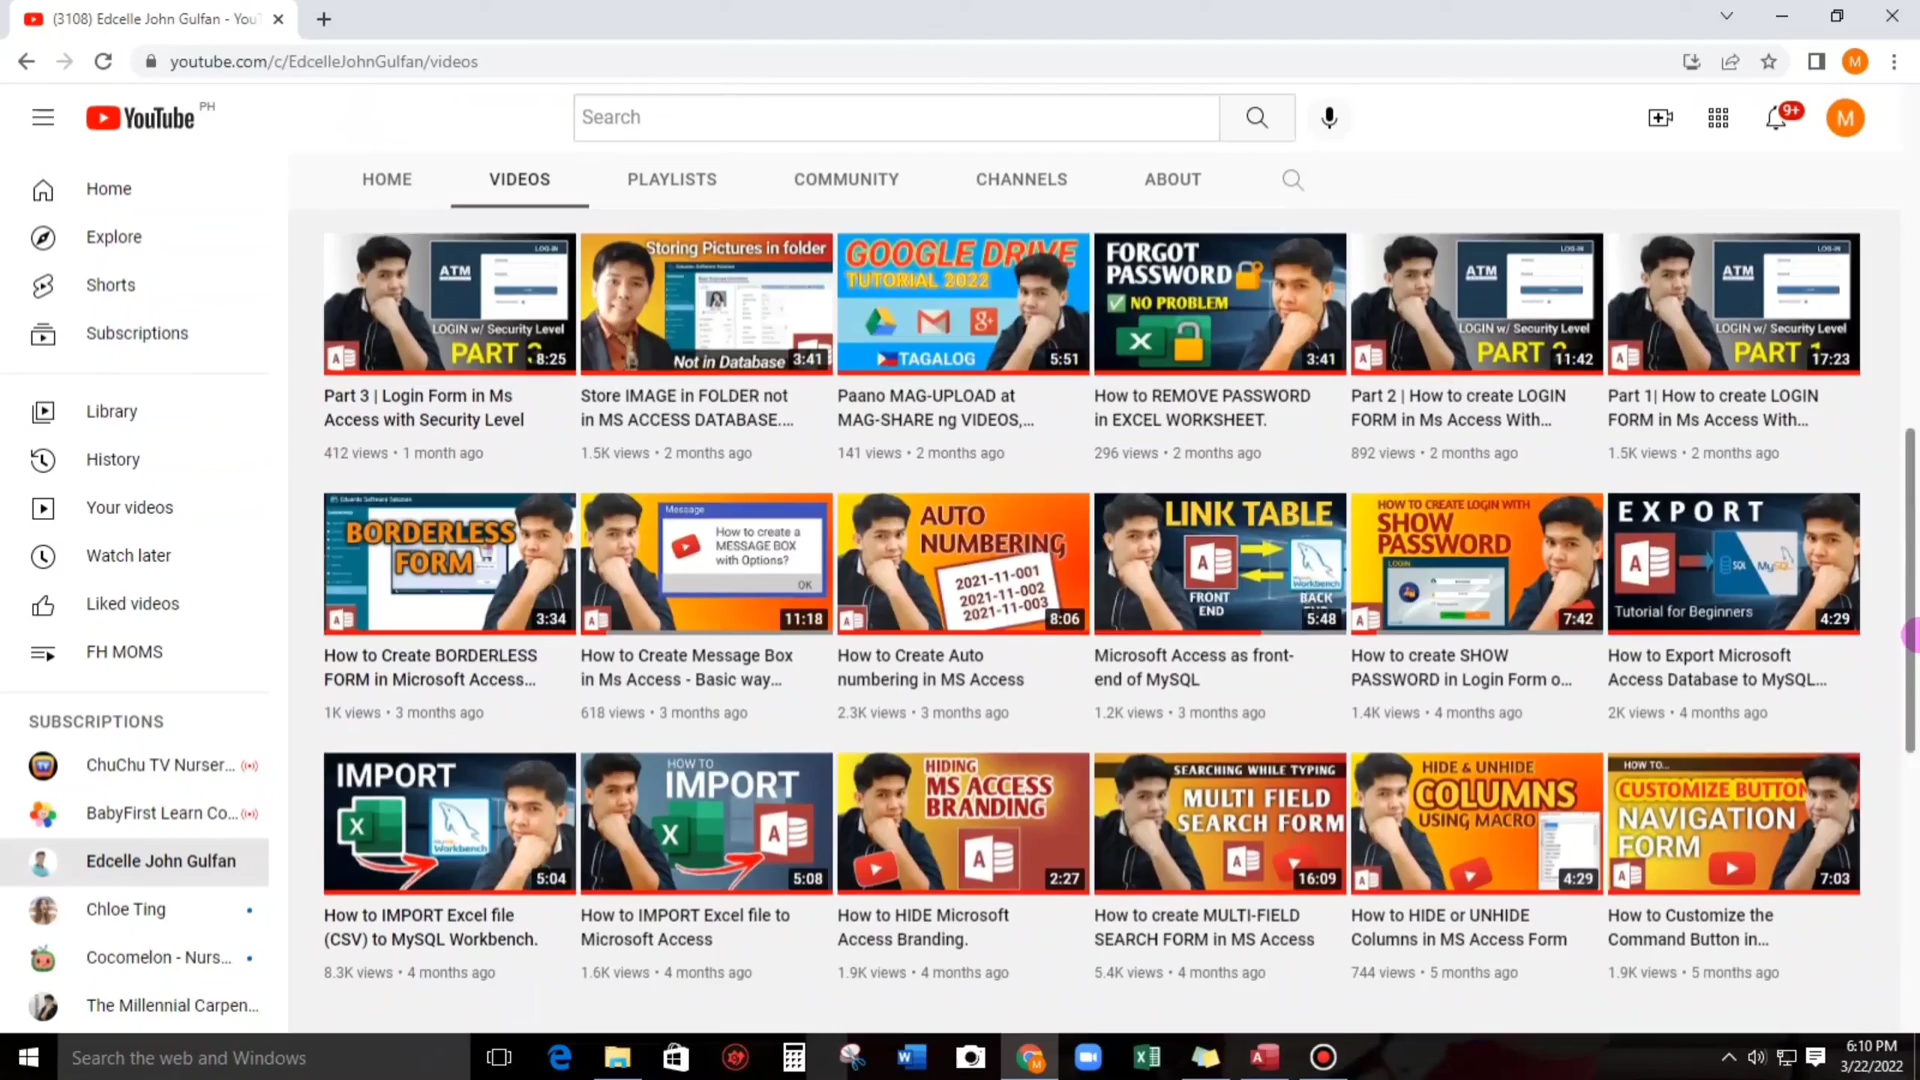 (3108) Edcelle John Gulfan - YouT
youtube.com/c/EdcelleJohnGulfan/videos
M
YouTube PH
Search
9+
M
HOME
VIDEOS
PLAYLISTS
COMMUNITY
CHANNELS
ABOUT
Home
Explore
Shorts
Subscriptions
Library
History
Your videos
Watch later
Liked videos
FH MOMS
SUBSCRIPTIONS
ChuChu TV Nurser...
BabyFirst Learn Co...
Edcelle John Gulfan
Chloe Ting
Cocomelon - Nurs...
The Millennial Carpen...
LOG-IN
ATM
LOGIN w/ Security Level
PART 3
8:25
Part 3 | Login Form in Ms
Access with Security Level
412 views • 1 month ago
Storing Pictures in folder
Not in Database
3:41
Store IMAGE in FOLDER not
in MS ACCESS DATABASE....
1.5K views • 2 months ago
GOOGLE DRIVE
TUTORIAL 2022
TAGALOG
5:51
Paano MAG-UPLOAD at
MAG-SHARE ng VIDEOS,...
141 views • 2 months ago
FORGOT
PASSWORD
NO PROBLEM
3:41
How to REMOVE PASSWORD
in EXCEL WORKSHEET.
296 views • 2 months ago
LOG-IN
ATM
LOGIN w/ Security Level
PART 2
11:42
Part 2 | How to create LOGIN
FORM in Ms Access With...
892 views • 2 months ago
LOG-IN
ATM
LOGIN w/ Security Level
PART 1
17:23
Part 1| How to create LOGIN
FORM in Ms Access With...
1.5K views • 2 months ago
BORDERLESS
FORM
3:34
How to Create BORDERLESS
FORM in Microsoft Access...
1K views • 3 months ago
Message
How to create a
MESSAGE BOX
with Options?
OK
11:18
How to Create Message Box
in Ms Access - Basic way...
618 views • 3 months ago
AUTO
NUMBERING
2021-11-001
2021-11-002
2021-11-003
8:06
How to Create Auto
numbering in MS Access
2.3K views • 3 months ago
LINK TABLE
FRONT
END
BACK
END
5:48
Microsoft Access as front-
end of MySQL
1.2K views • 3 months ago
HOW TO CREATE LOGIN WITH
SHOW
PASSWORD
LOGIN
7:42
How to create SHOW
PASSWORD in Login Form o...
1.4K views • 4 months ago
EXPORT
SQL
MySQL
Tutorial for Beginners
4:29
How to Export Microsoft
Access Database to MySQL...
2K views • 4 months ago
IMPORT
Workbench
5:04
How to IMPORT Excel file
(CSV) to MySQL Workbench.
8.3K views • 4 months ago
HOW TO
IMPORT
5:08
How to IMPORT Excel file to
Microsoft Access
1.6K views • 4 months ago
HIDING
MS ACCESS
BRANDING
2:27
How to HIDE Microsoft
Access Branding.
1.9K views • 4 months ago
SEARCHING WHILE TYPING
MULTI FIELD
SEARCH FORM
16:09
How to create MULTI-FIELD
SEARCH FORM in MS Access
5.4K views • 4 months ago
HIDE & UNHIDE
COLUMNS
USING MACRO
4:29
How to HIDE or UNHIDE
Columns in MS Access Form
744 views • 5 months ago
HOW TO...
CUSTOMIZE BUTTON
NAVIGATION
FORM
7:03
How to Customize the
Command Button in...
1.9K views • 5 months ago
Search the web and Windows
6:10 PM
3/22/2022